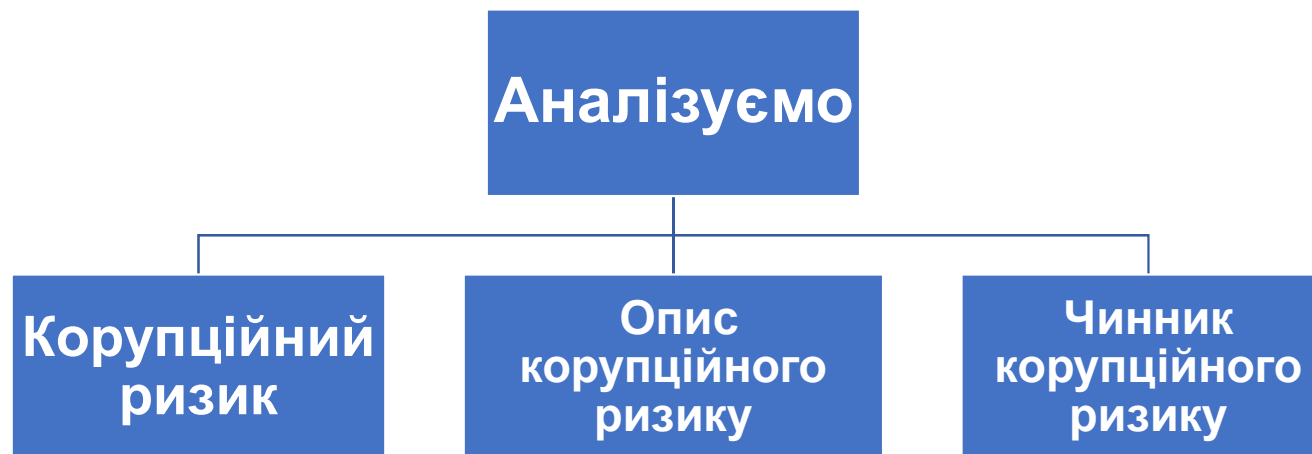 Аналізуємо
Корупційний
ризик
Опис
корупційного
ризику
Чинник
корупційного
ризику